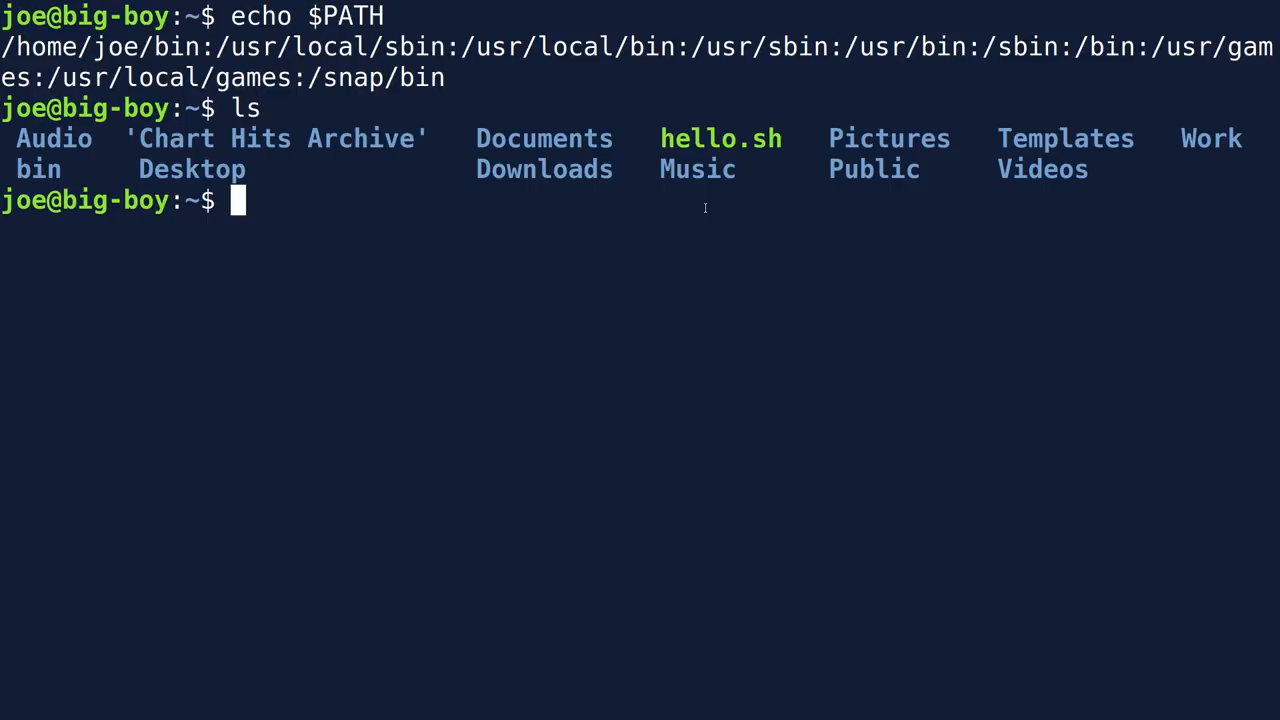 joe@big-boy:~$ echo $PATH
/home/joe/bin:/usr/local/sbin:/usr/local/bin:/usr/sbin:/usr/bin:/sbin:/bin:/usr/gam
es:/usr/local/games:/snap/bin
joe@big-boy:~$ ls
Audio 'Chart Hits Archive' Documents hello.sh Pictures Templates Work
bin Desktop Downloads Music Public Videos
joe@big-boy:~$